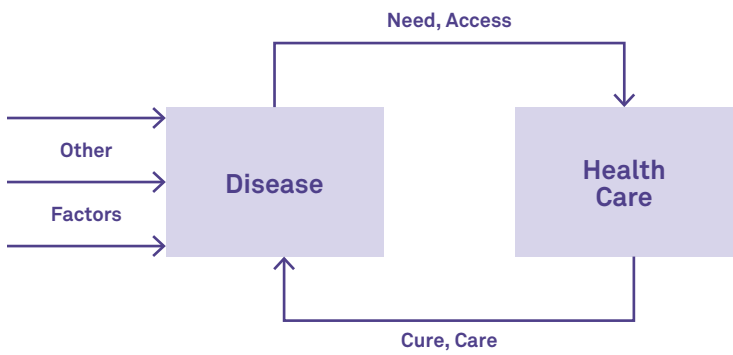 Need, Access
Other
Factors
Disease
Health
Care
Cure, Care